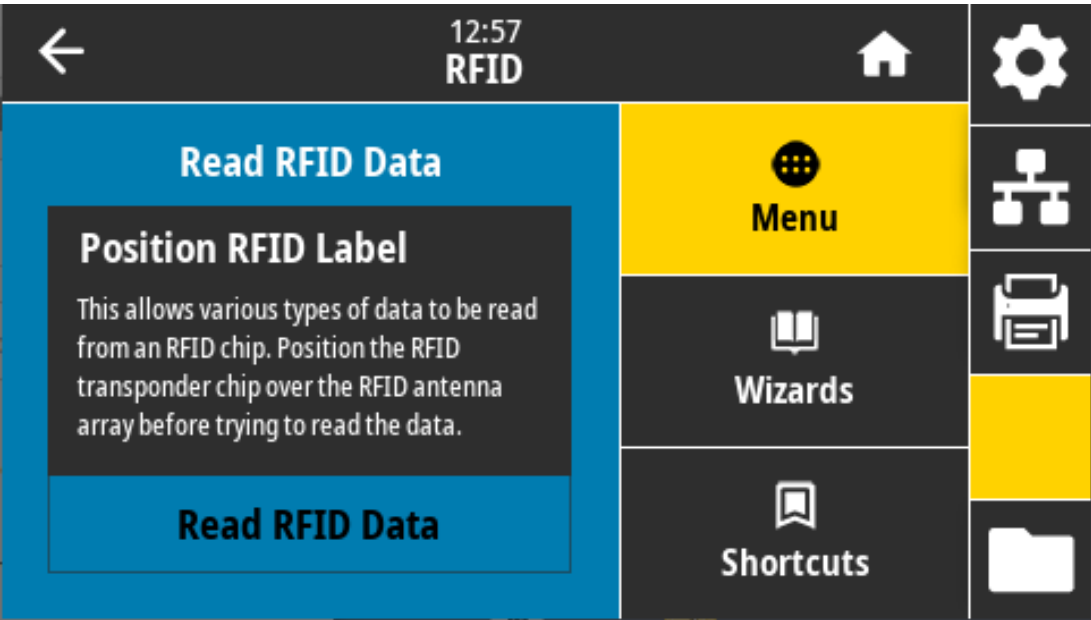 12:57
RFID
Read RFID Data
Position RFID Label
This allows various types of data to be read
from an RFID chip. Position the RFID
transponder chip over the RFID antenna
array before trying to read the data.
Read RFID Data
Menu
Wizards
Shortcuts